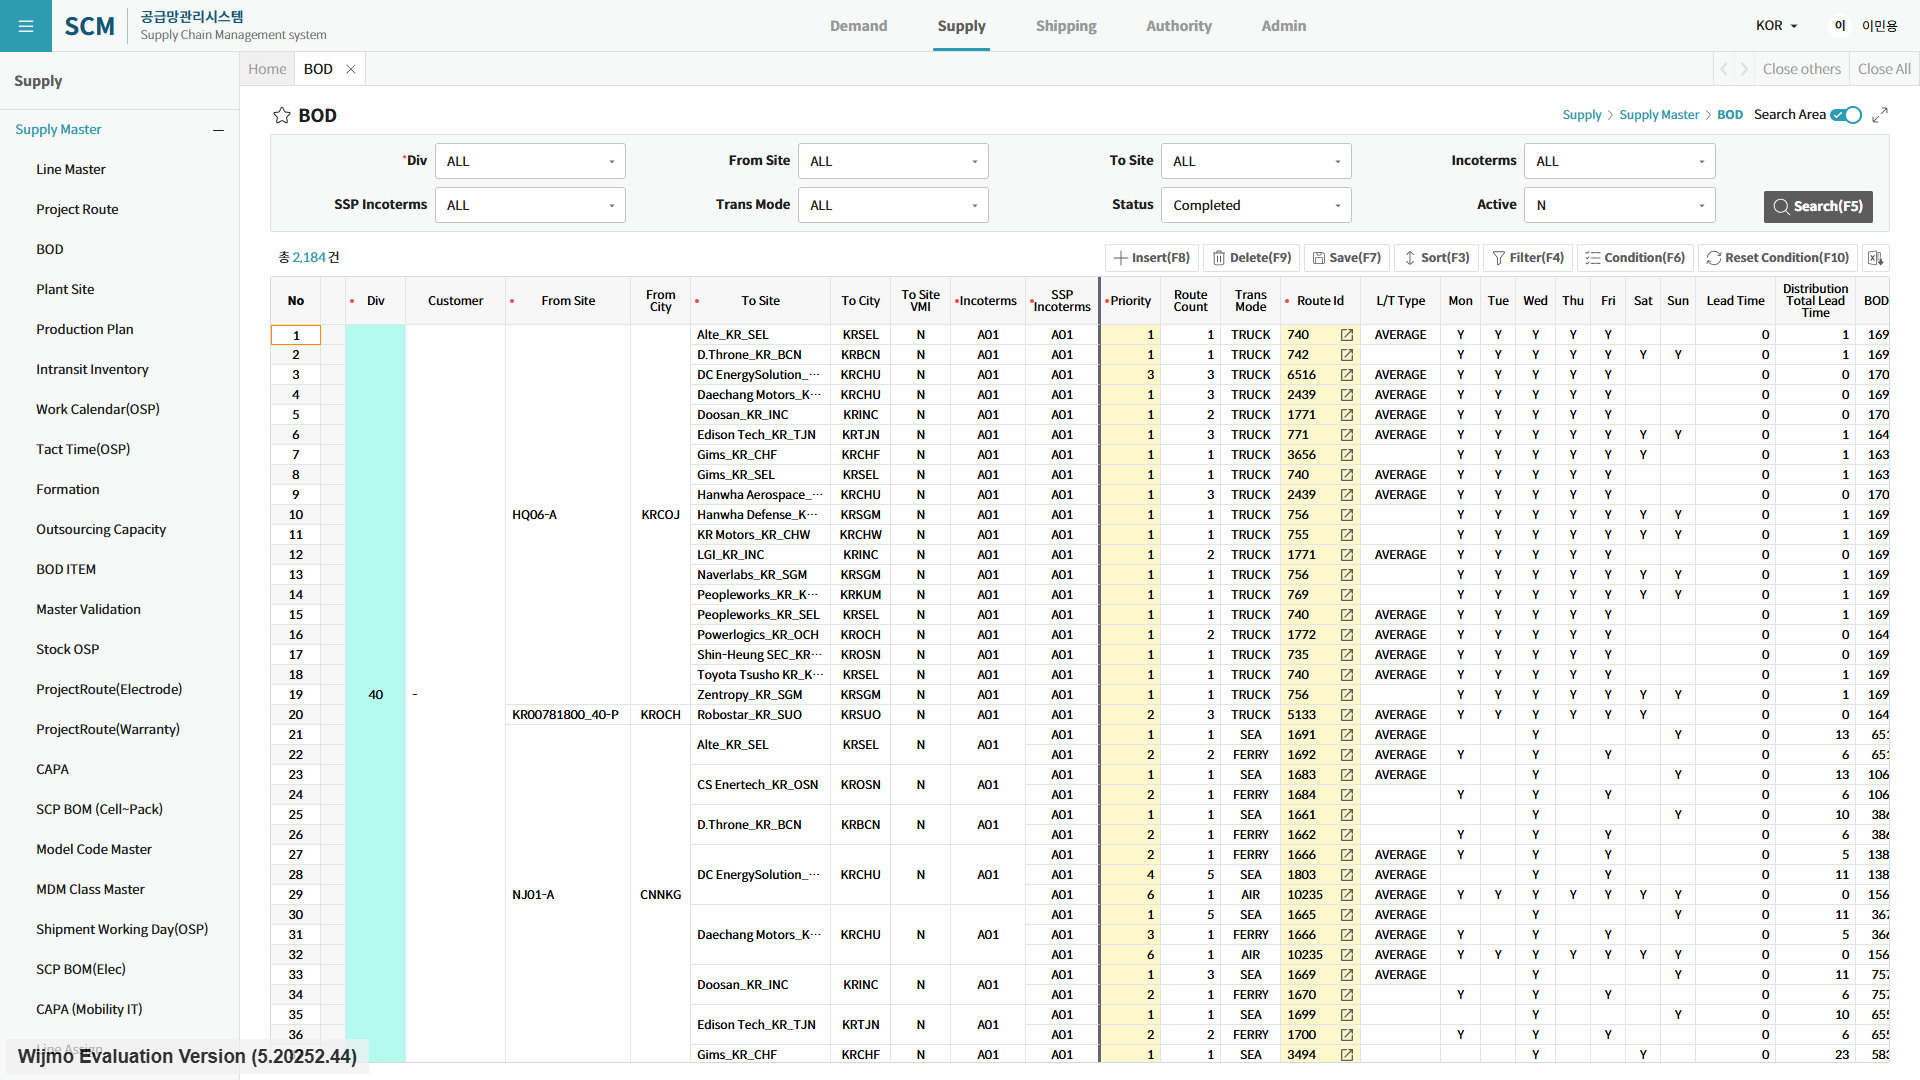 SCM 공급망관리시스템
Supply Chain Management system
Demand Supply Shipping Authority Admin
KOR 이 이민용
Supply
Home BOD Close others Close All
Supply Master
Line Master
Project Route
BOD
Plant Site
Production Plan
Intransit Inventory
Work Calendar(OSP)
Tact Time(OSP)
Formation
Outsourcing Capacity
BOD ITEM
Master Validation
Stock OSP
ProjectRoute(Electrode)
ProjectRoute(Warranty)
CAPA
SCP BOM (Cell~Pack)
Model Code Master
MDM Class Master
Shipment Working Day(OSP)
SCP BOM(Elec)
CAPA (Mobility IT)
Line Assign
Wijmo Evaluation Version (5.20252.44)
BOD
Supply > Supply Master > BOD Search Area
*Div ALL From Site ALL To Site ALL Incoterms ALL
SSP Incoterms ALL Trans Mode ALL Status Completed Active N Search(F5)
총 2,184 건
Insert(F8) Delete(F9) Save(F7) Sort(F3) Filter(F4) Condition(F6) Reset Condition(F10)
No Div Customer From Site From City To Site To City To Site VMI Incoterms SSP Incoterms Priority Route Count Trans Mode Route Id L/T Type Mon Tue Wed Thu Fri Sat Sun Lead Time Distribution Total Lead Time BOD
1 Alte_KR_SEL KRSEL N A01 A01 1 1 TRUCK 740 AVERAGE Y Y Y Y Y 0 1 169
2 D.Throne_KR_BCN KRBCN N A01 A01 1 1 TRUCK 742 Y Y Y Y Y Y Y 0 1 169
3 DC EnergySolution_··· KRCHU N A01 A01 3 3 TRUCK 6516 AVERAGE Y Y Y Y Y 0 0 170
4 Daechang Motors_K··· KRCHU N A01 A01 1 3 TRUCK 2439 AVERAGE Y Y Y Y Y 0 0 169
5 Doosan_KR_INC KRINC N A01 A01 1 2 TRUCK 1771 AVERAGE Y Y Y Y Y 0 0 170
6 Edison Tech_KR_TJN KRTJN N A01 A01 1 3 TRUCK 771 AVERAGE Y Y Y Y Y Y Y 0 1 164
7 Gims_KR_CHF KRCHF N A01 A01 1 1 TRUCK 3656 Y Y Y Y Y Y 0 1 163
8 Gims_KR_SEL KRSEL N A01 A01 1 1 TRUCK 740 AVERAGE Y Y Y Y Y 0 1 163
9 Hanwha Aerospace_··· KRCHU N A01 A01 1 3 TRUCK 2439 AVERAGE Y Y Y Y Y 0 0 170
10 HQ06-A KRCOJ Hanwha Defense_K··· KRSGM N A01 A01 1 1 TRUCK 756 Y Y Y Y Y Y Y 0 1 169
11 KR Motors_KR_CHW KRCHW N A01 A01 1 1 TRUCK 755 Y Y Y Y Y Y Y 0 1 169
12 LGI_KR_INC KRINC N A01 A01 1 2 TRUCK 1771 AVERAGE Y Y Y Y Y 0 0 169
13 Naverlabs_KR_SGM KRSGM N A01 A01 1 1 TRUCK 756 Y Y Y Y Y Y Y 0 1 169
14 Peopleworks_KR_K··· KRKUM N A01 A01 1 1 TRUCK 769 Y Y Y Y Y Y Y 0 1 169
15 Peopleworks_KR_SEL KRSEL N A01 A01 1 1 TRUCK 740 AVERAGE Y Y Y Y Y 0 1 169
16 Powerlogics_KR_OCH KROCH N A01 A01 1 2 TRUCK 1772 AVERAGE Y Y Y Y Y 0 0 164
17 Shin-Heung SEC_KR··· KROSN N A01 A01 1 1 TRUCK 735 AVERAGE Y Y Y Y Y 0 0 169
18 Toyota Tsusho KR_K··· KRSEL N A01 A01 1 1 TRUCK 740 AVERAGE Y Y Y Y Y 0 1 169
19 40 - Zentropy_KR_SGM KRSGM N A01 A01 1 1 TRUCK 756 Y Y Y Y Y Y Y 0 1 169
20 KR00781800_40-P KROCH Robostar_KR_SUO KRSUO N A01 A01 2 3 TRUCK 5133 AVERAGE Y Y Y Y Y Y 0 0 164
21 Alte_KR_SEL KRSEL N A01 A01 1 1 SEA 1691 AVERAGE Y Y 0 13 651
22 A01 2 2 FERRY 1692 AVERAGE Y Y Y 0 6 651
23 CS Enertech_KR_OSN KROSN N A01 A01 1 1 SEA 1683 AVERAGE Y Y 0 13 106
24 A01 2 1 FERRY 1684 Y Y Y 0 6 106
25 D.Throne_KR_BCN KRBCN N A01 A01 1 1 SEA 1661 Y Y 0 10 386
26 A01 2 1 FERRY 1662 Y Y Y 0 6 386
27 A01 2 1 FERRY 1666 AVERAGE Y Y Y 0 5 138
28 DC EnergySolution_··· KRCHU N A01 A01 4 5 SEA 1803 AVERAGE Y Y 0 11 138
29 NJ01-A CNNKG A01 6 1 AIR 10235 AVERAGE Y Y Y Y Y Y Y 0 0 156
30 A01 1 5 SEA 1665 AVERAGE Y Y 0 11 367
31 Daechang Motors_K··· KRCHU N A01 A01 3 1 FERRY 1666 AVERAGE Y Y Y 0 5 366
32 A01 6 1 AIR 10235 AVERAGE Y Y Y Y Y Y Y 0 0 156
33 Doosan_KR_INC KRINC N A01 A01 1 3 SEA 1669 AVERAGE Y Y 0 11 757
34 A01 2 1 FERRY 1670 Y Y Y 0 6 757
35 Edison Tech_KR_TJN KRTJN N A01 A01 1 1 SEA 1699 Y Y 0 10 655
36 A01 2 2 FERRY 1700 Y Y Y 0 6 655
Gims_KR_CHF KRCHF N A01 A01 1 1 SEA 3494 Y Y 0 23 583